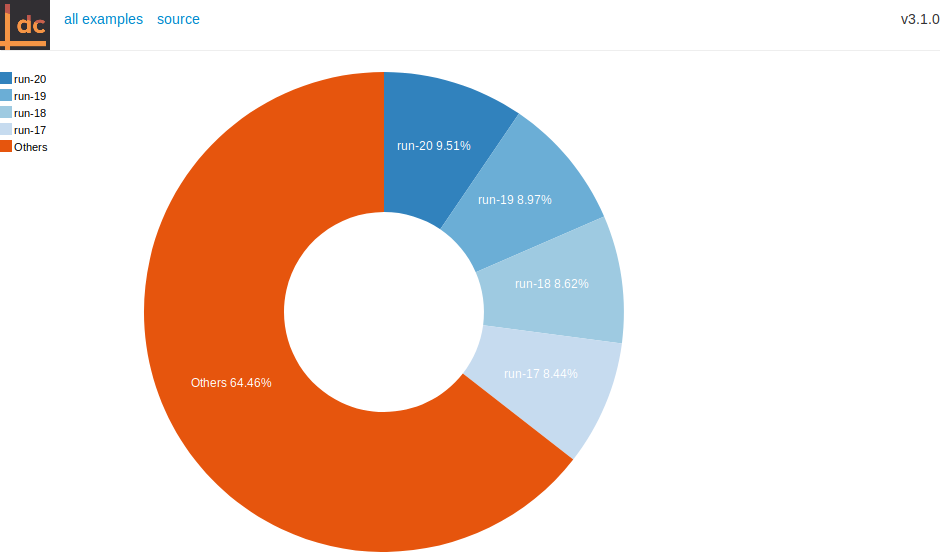 dc
all examples source
v3.1.0
run-20
run-19
run-18
run-17
Others
run-20 9.51%
run-19 8.97%
run-18 8.62%
run-17 8.44%
Others 64.46%